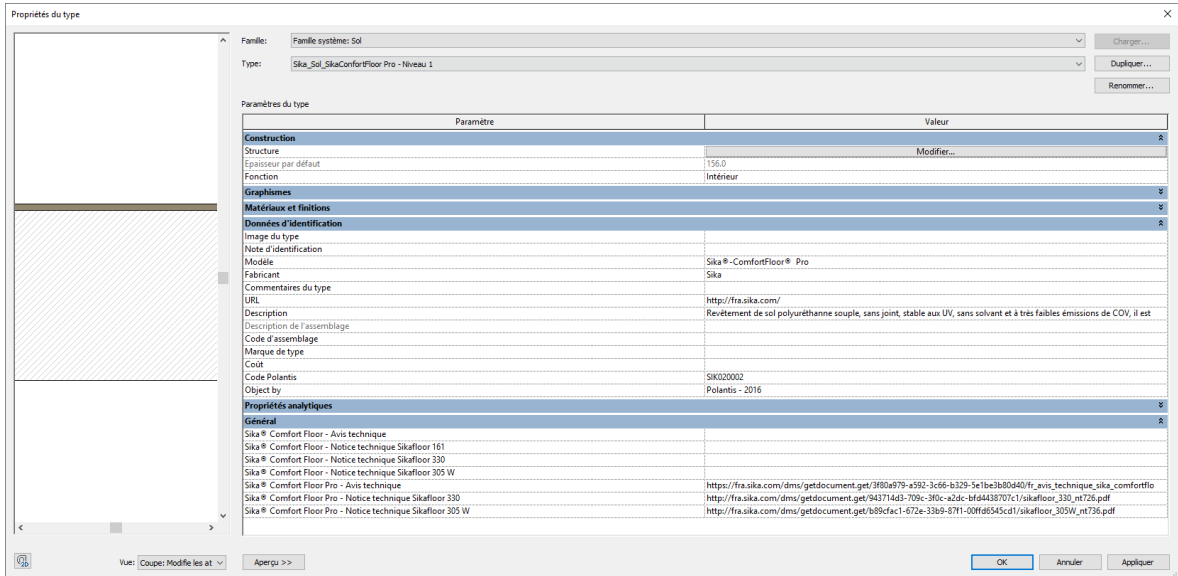 Propriétés du type
Famille: Famille système: Sol Charger...
Type: Sika_Sol_SikaConfortFloor Pro - Niveau 1 Dupliquer...
Renommer...
Paramètres du type
Paramètre Valeur
Construction
Structure Modifier...
Epaisseur par défaut 156.0
Fonction Intérieur
Graphismes
Matériaux et finitions
Données d'identification
Image du type
Note d'identification
Modèle Sika®-ComfortFloor® Pro
Fabricant Sika
Commentaires du type
URL http://fra.sika.com/
Description Revêtement de sol polyuréthanne souple, sans joint, stable aux UV, sans solvant et à très faibles émissions de COV, il est
Description de l'assemblage
Code d'assemblage
Marque de type
Coût
Code Polantis SIK020002
Object by Polantis - 2016
Propriétés analytiques
Général
Sika® Comfort Floor - Avis technique
Sika® Comfort Floor - Notice technique Sikafloor 161
Sika® Comfort Floor - Notice technique Sikafloor 330
Sika® Comfort Floor - Notice technique Sikafloor 305 W
Sika® Comfort Floor Pro - Avis technique https://fra.sika.com/dms/getdocument.get/3f80a979-a592-3c66-b329-5e1be3b80d40/fr_avis_technique_sika_comfortflo
Sika® Comfort Floor Pro - Notice technique Sikafloor 330 http://fra.sika.com/dms/getdocument.get/943714d3-709c-3f0c-a2dc-bfd4438707c1/sikafloor_330_nt726.pdf
Sika® Comfort Floor Pro - Notice technique Sikafloor 305 W http://fra.sika.com/dms/getdocument.get/b89cfac1-672e-33b9-87f1-00ffd6545cd1/sikafloor_305W_nt736.pdf
2D Vue: Coupe: Modifie les at Aperçu >> OK Annuler Appliquer